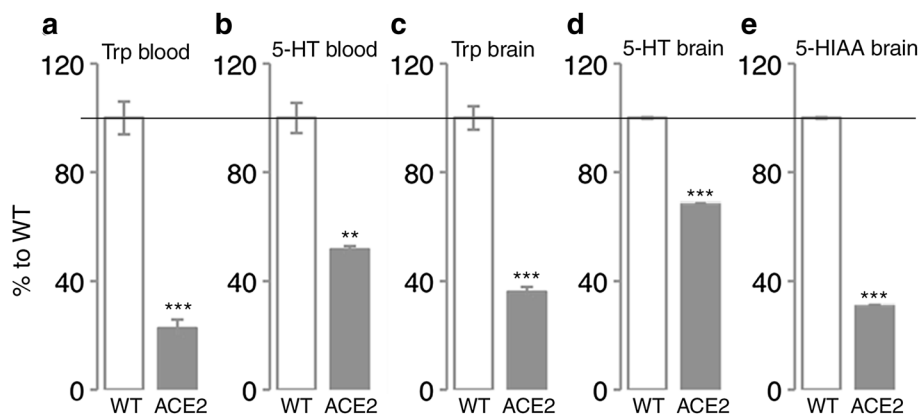 a
Trp blood
120
80
40
0
% to WT
***
WT ACE2
b
5-HT blood
120
80
40
0
**
WT ACE2
c
Trp brain
120
80
40
0
***
WT ACE2
d
5-HT brain
120
80
40
0
***
WT ACE2
e
5-HIAA brain
120
80
40
0
***
WT ACE2